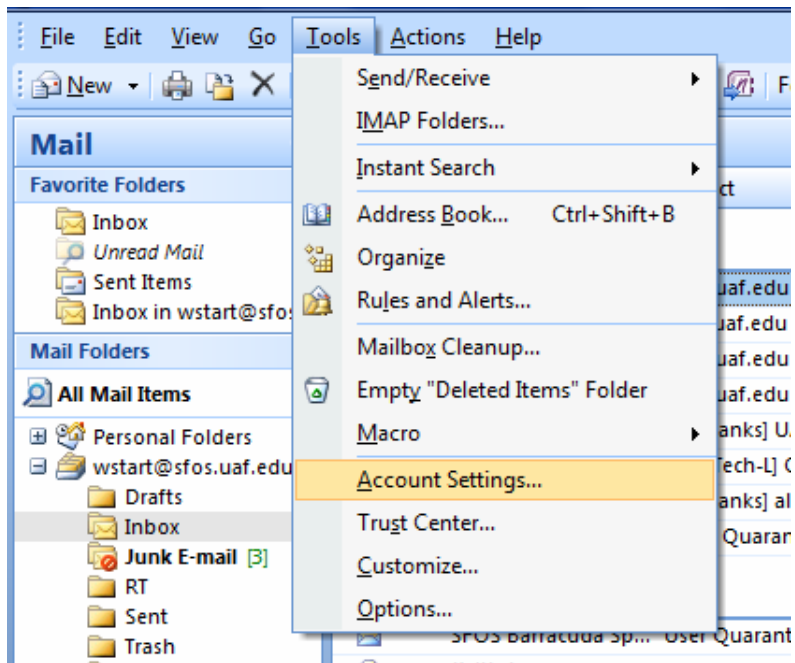 File Edit View Go Tools Actions Help
New
Send/Receive
IMAP Folders...
Instant Search
Address Book... Ctrl+Shift+B
Organize
Rules and Alerts...
Mailbox Cleanup...
Empty "Deleted Items" Folder
Macro
Account Settings...
Trust Center...
Customize...
Options...
Mail
Favorite Folders
Inbox
Unread Mail
Sent Items
Inbox in wstart@sfos
Mail Folders
All Mail Items
Personal Folders
wstart@sfos.uaf.edu
Drafts
Inbox
Junk E-mail [3]
RT
Sent
Trash
ct
uaf.edu
uaf.edu
uaf.edu
uaf.edu
anks] U
Tech-L] C
anks] al
Quaran
SFOS Barracuda Sp... User Quarant